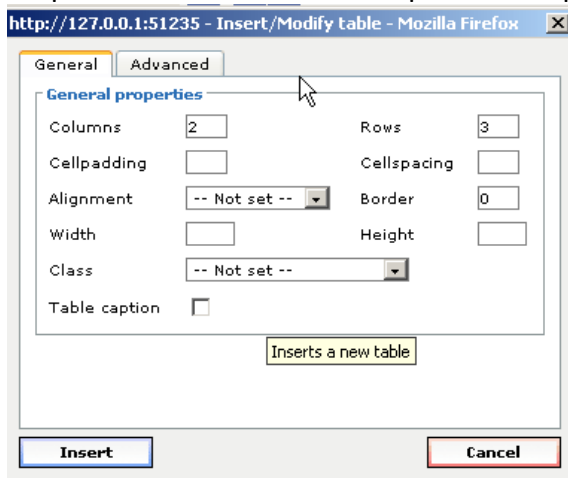 http://127.0.0.1:51235 - Insert/Modify table - Mozilla Firefox
General Advanced
General properties
Columns 2 Rows 3
Cellpadding Cellspacing
Alignment -- Not set -- Border 0
Width Height
Class -- Not set --
Table caption
Inserts a new table
Insert Cancel